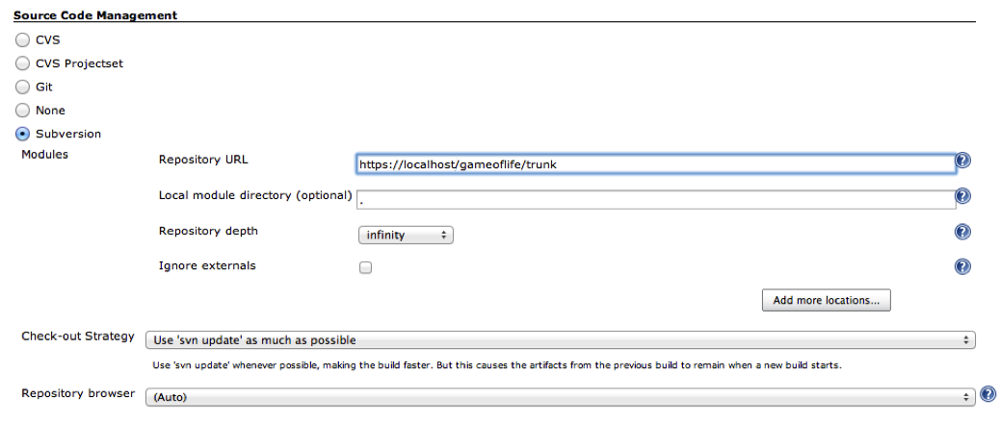 Source Code Management
CVS
CVS Projectset
Git
None
Subversion
Modules
Repository URL
https://localhost/gameoflife/trunk
Local module directory (optional)
.
Repository depth
infinity
Ignore externals
Add more locations...
Check-out Strategy
Use 'svn update' as much as possible
Use 'svn update' whenever possible, making the build faster. But this causes the artifacts from the previous build to remain when a new build starts.
Repository browser
(Auto)